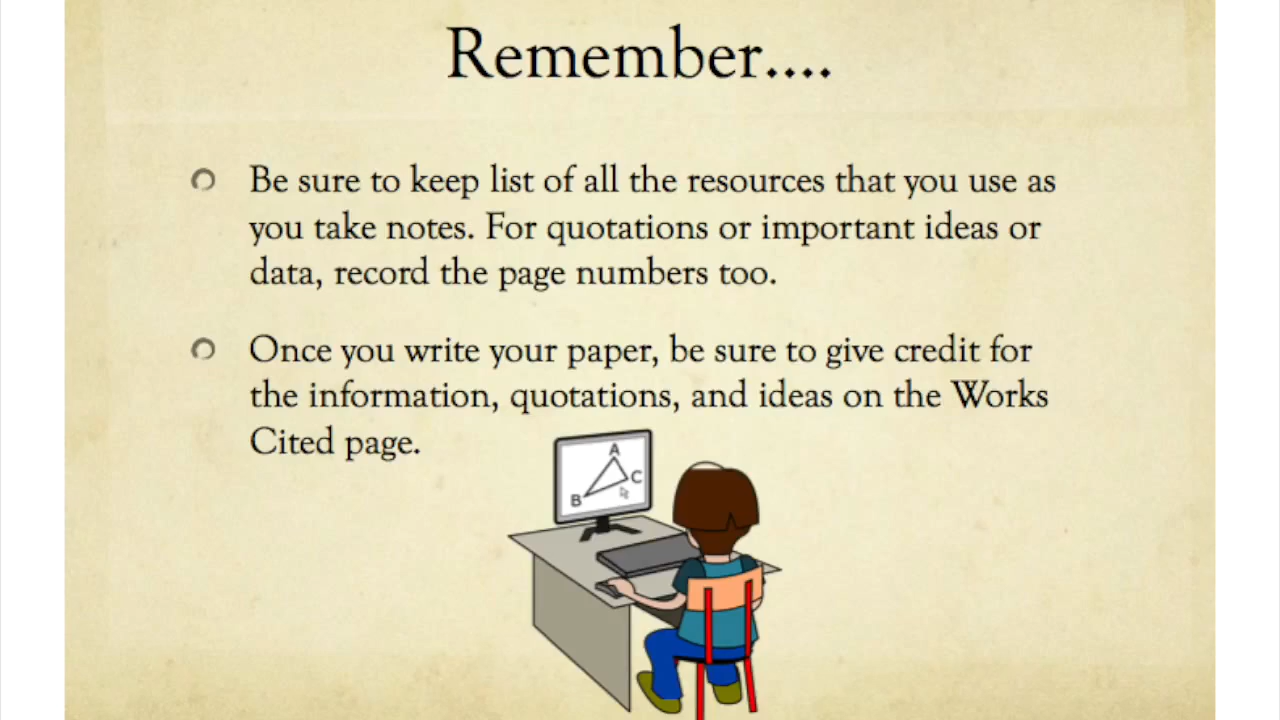 Remember....
Be sure to keep list of all the resources that you use as
you take notes. For quotations or important ideas or
data, record the page numbers too.
Once you write your paper, be sure to give credit for
the information, quotations, and ideas on the Works
Cited page.
A
C
B